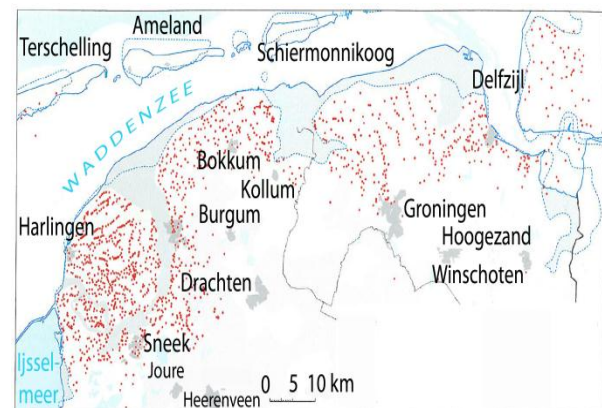 Ameland
Terschelling
Schiermonnikoog
Delfzijl
WADDENZEE
Bokkum
Kollum
Harlingen
Burgum
Groningen
Hoogezand
Drachten
Winschoten
Sneek
Ijssel-
meer
Joure
Heerenveen
0 5 10 km